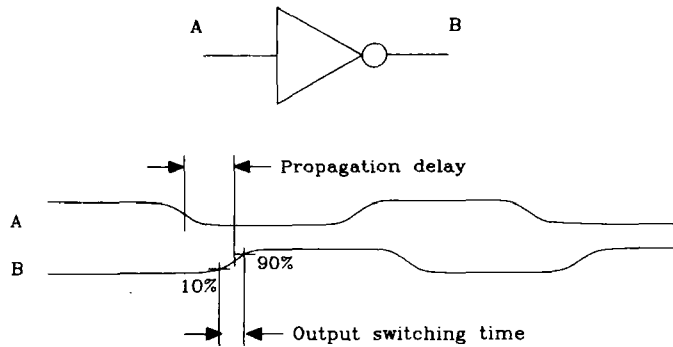 A
B
Propagation delay
A
B
10%
90%
Output switching time